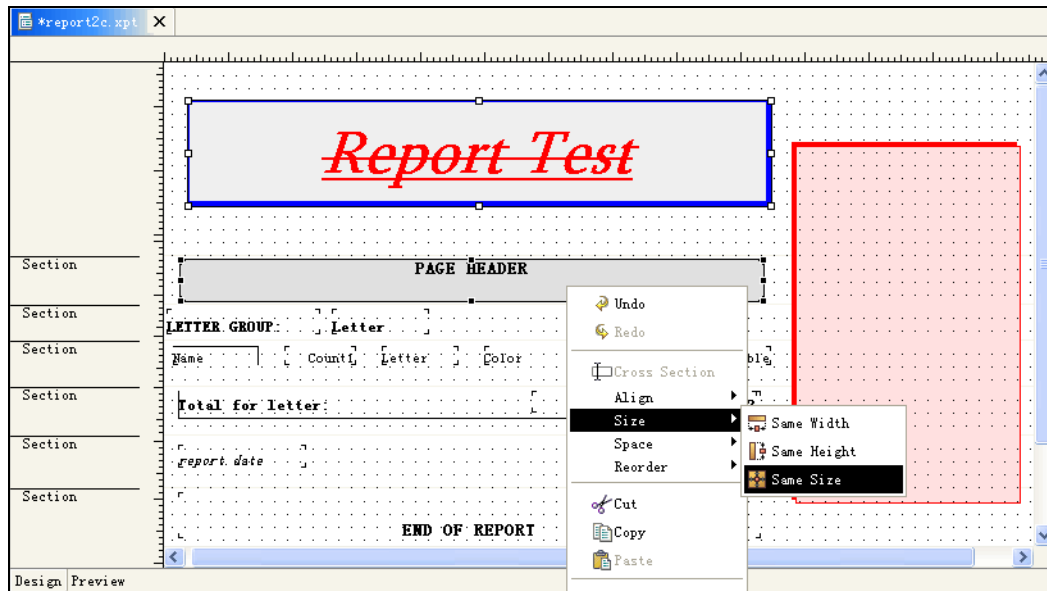 *report2c.xpt
Report Test
Section
PAGE HEADER
Section
LETTER GROUP: Letter
Section
Name Count1 Letter Color ble
Section
Total for letter:
Section
report date
Section
END OF REPORT
Undo
Redo
Cross Section
Align
Size
Space
Reorder
Cut
Copy
Paste
Same Width
Same Height
Same Size
Design Preview